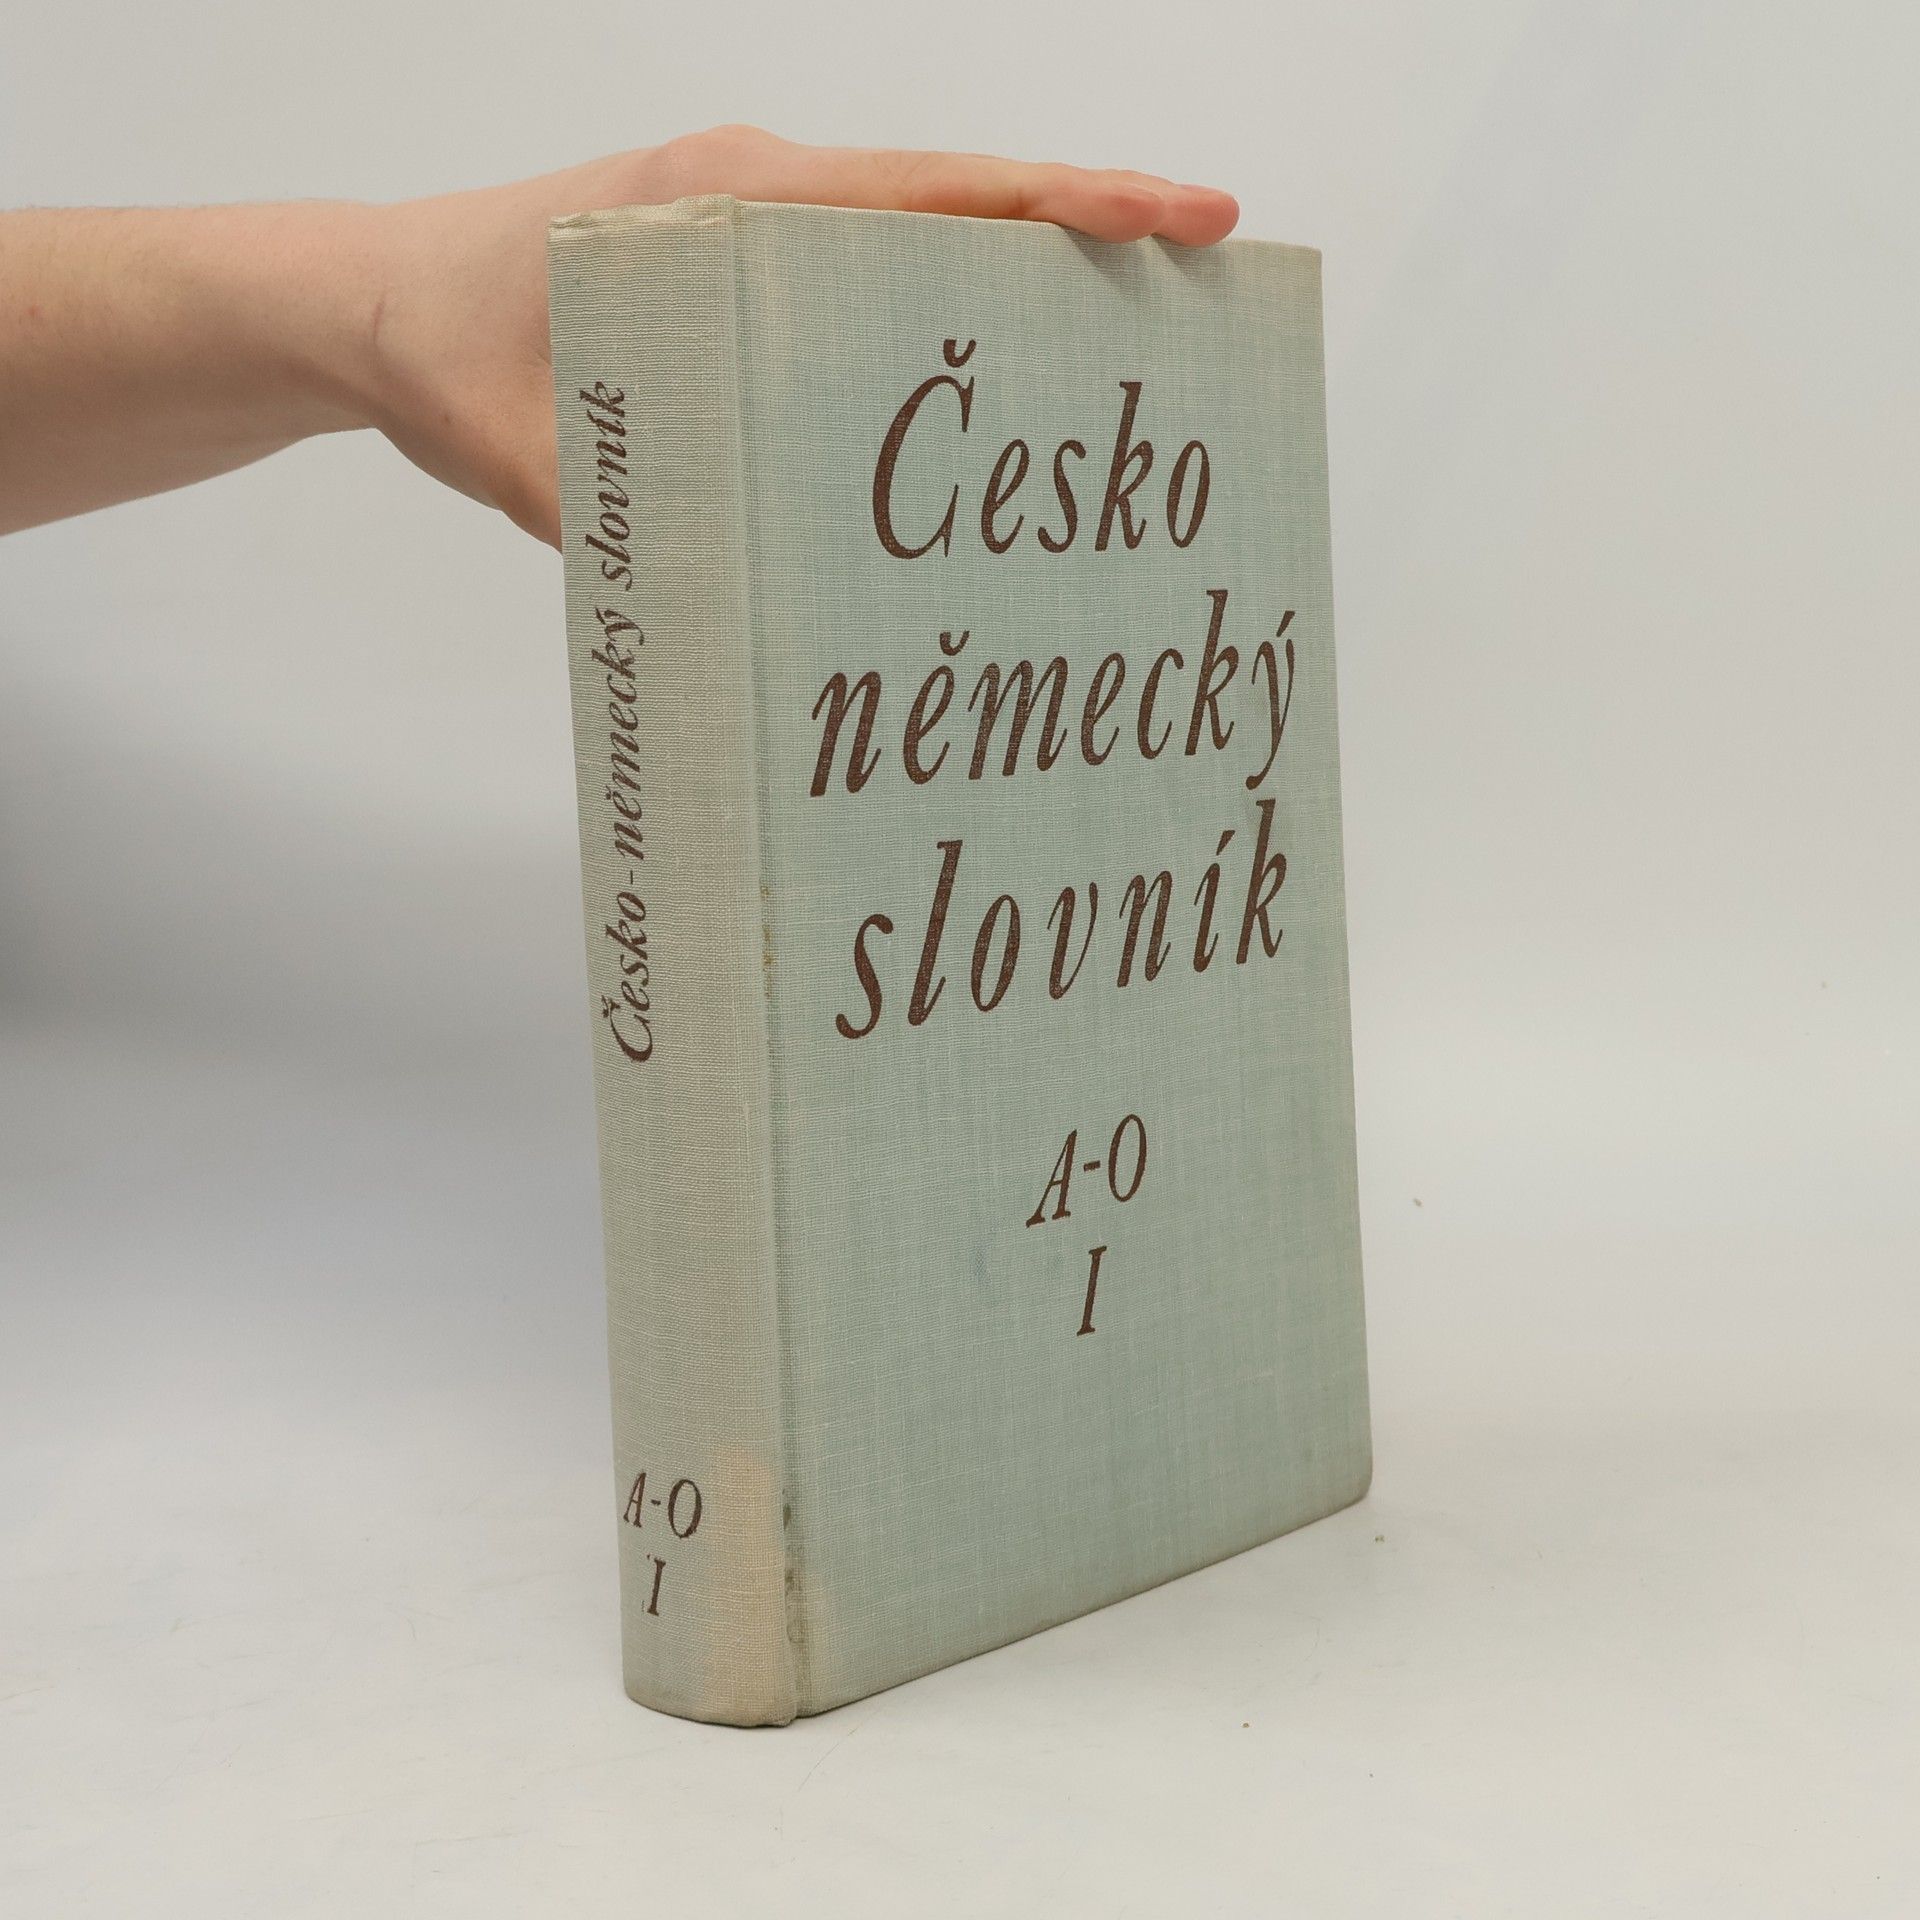 Česko-německý slovník
A-O
I
Česko
německý
slovník
A-O
I